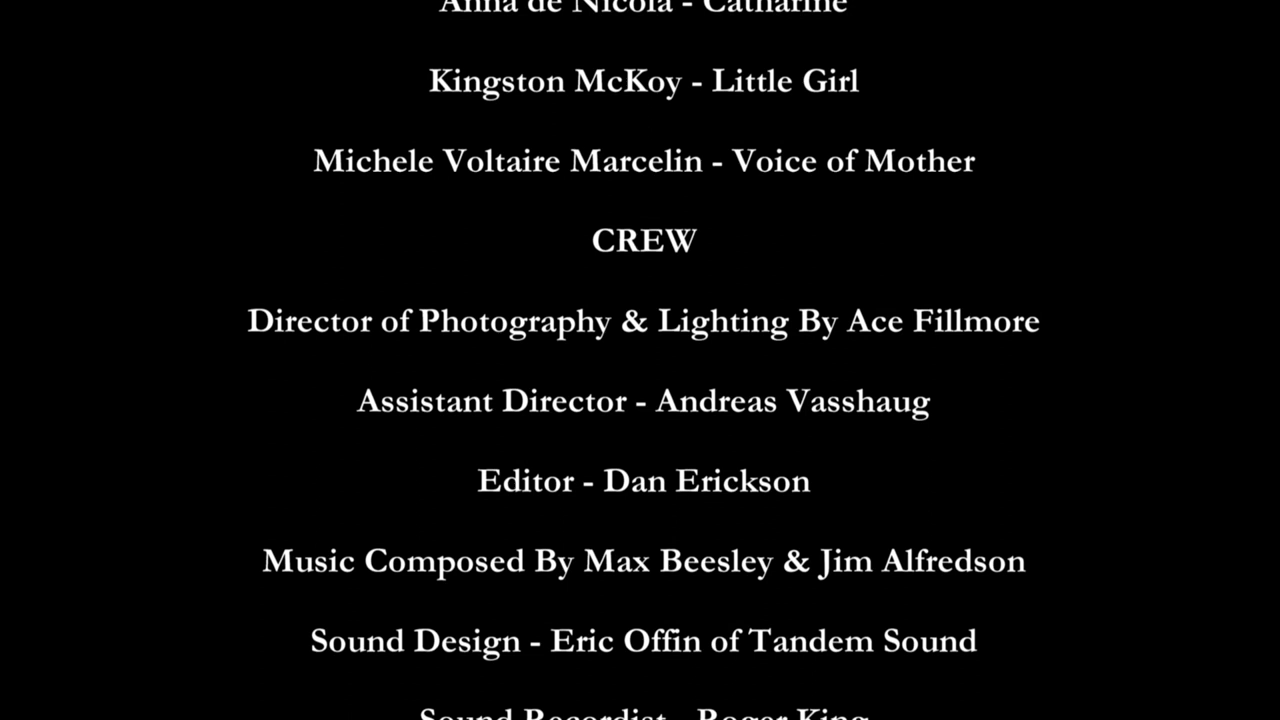 Anna de Nicola - Catharine
Kingston McKoy - Little Girl
Michele Voltaire Marcelin - Voice of Mother
CREW
Director of Photography & Lighting By Ace Fillmore
Assistant Director - Andreas Vasshaug
Editor - Dan Erickson
Music Composed By Max Beesley & Jim Alfredson
Sound Design - Eric Offin of Tandem Sound
Sound Recordist - Roger King